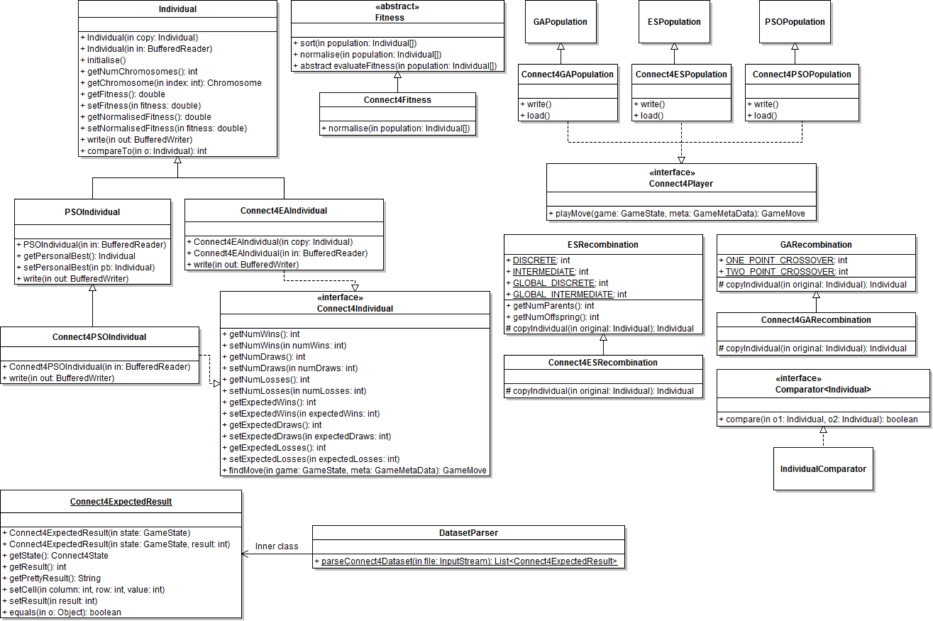 Individual
+ Individual(in copy: Individual)
+ Individual(in in: BufferedReader)
+ initialise()
+ getNumChromosomes(): int
+ getChromosome(in index: int): Chromosome
+ getFitness(): double
+ setFitness(in fitness: double)
+ getNormalisedFitness(): double
+ setNormalisedFitness(in fitness: double)
+ write(in out: BufferedWriter)
+ compareTo(in o: Individual): int
«abstract»
Fitness
+ sort(in population: Individual[])
+ normalise(in population: Individual[])
+ abstract evaluateFitness(in population: Individual[])
Connect4Fitness
+ normalise(in population: Individual[])
GAPopulation
ESPopulation
PSOPopulation
Connect4GAPopulation
+ write()
+ load()
Connect4ESPopulation
+ write()
+ load()
Connect4PSOPopulation
+ write()
+ load()
«interface»
Connect4Player
+ playMove(game: GameState, meta: GameMetaData): GameMove
PSOIndividual
+ PSOIndividual(in in: BufferedReader)
+ getPersonalBest(): Individual
+ setPersonalBest(in pb: Individual)
+ write(in out: BufferedWriter)
Connect4EAIndividual
+ Connect4EAIndividual(in copy: Individual)
+ Connect4EAIndividual(in in: BufferedReader)
+ write(in out: BufferedWriter)
Connect4PSOIndividual
+ Connedt4PSOIndividual(in in: BufferedReader)
+ write(in out: BufferedWriter)
«interface»
Connect4Individual
+ getNumWins(): int
+ setNumWins(in numWins: int)
+ getNumDraws(): int
+ setNumDraws(in numDraws: int)
+ getNumLosses(): int
+ setNumLosses(in numLosses: int)
+ getExpectedWins(): int
+ setExpectedWins(in expectedWins: int)
+ getExpectedDraws(): int
+ setExpectedDraws(in expectedDraws: int)
+ getExpectedLosses(): int
+ setExpectedLosses(in expectedLosses: int)
+ findMove(in game: GameState, meta: GameMetaData): GameMove
ESRecombination
+ DISCRETE: int
+ INTERMEDIATE: int
+ GLOBAL_DISCRETE: int
+ GLOBAL_INTERMEDIATE: int
+ getNumParents(): int
+ getNumOffspring(): int
# copyIndividual(in original: Individual): Individual
Connect4ESRecombination
# copyIndividual(in original: Individual): Individual
GARecombination
+ ONE_POINT_CROSSOVER: int
+ TWO_POINT_CROSSOVER: int
# copyIndividual(in original: Individual): Individual
Connect4GARecombination
# copyIndividual(in original: Individual): Individual
«interface»
Comparator<Individual>
+ compare(in o1: Individual, o2: Individual): boolean
IndividualComparator
Connect4ExpectedResult
+ Connect4ExpectedResult(in state: GameState)
+ Connect4ExpectedResult(in state: GameState, result: int)
+ getState(): Connect4State
+ getResult(): int
+ getPrettyResult(): String
+ setCell(in column: int, row: int, value: int)
+ setResult(in result: int)
+ equals(in o: Object): boolean
Inner class
DatasetParser
+ parseConnect4Dataset(in file: InputStream): List<Connect4ExpectedResult>